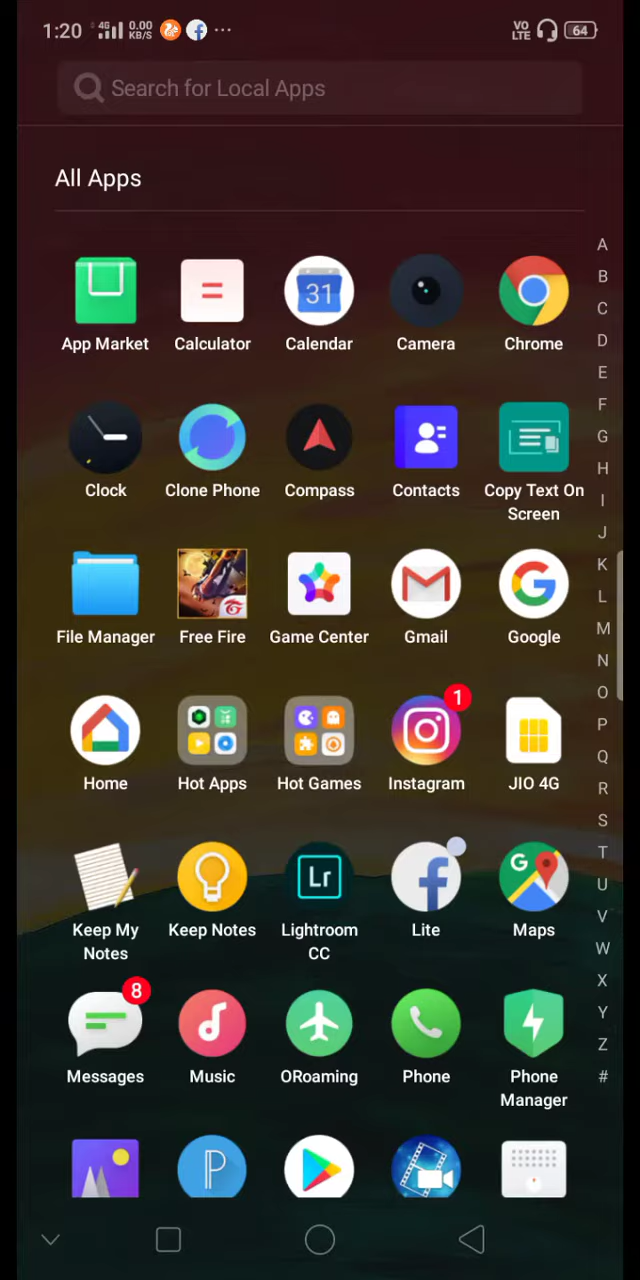 1:20 4G 0.00 KB/S ··· VO LTE 64
Search for Local Apps
All Apps
A
B
C
D
E
F
G
H
I
J
K
L
M
N
O
P
Q
R
S
T
U
V
W
X
Y
Z
#
31
App Market Calculator Calendar Camera Chrome
Clock Clone Phone Compass Contacts Copy Text On Screen
File Manager Free Fire Game Center Gmail Google
1
Home Hot Apps Hot Games Instagram JIO 4G
Lr
Keep My Notes Keep Notes Lightroom CC Lite Maps
8
Messages Music ORoaming Phone Phone Manager